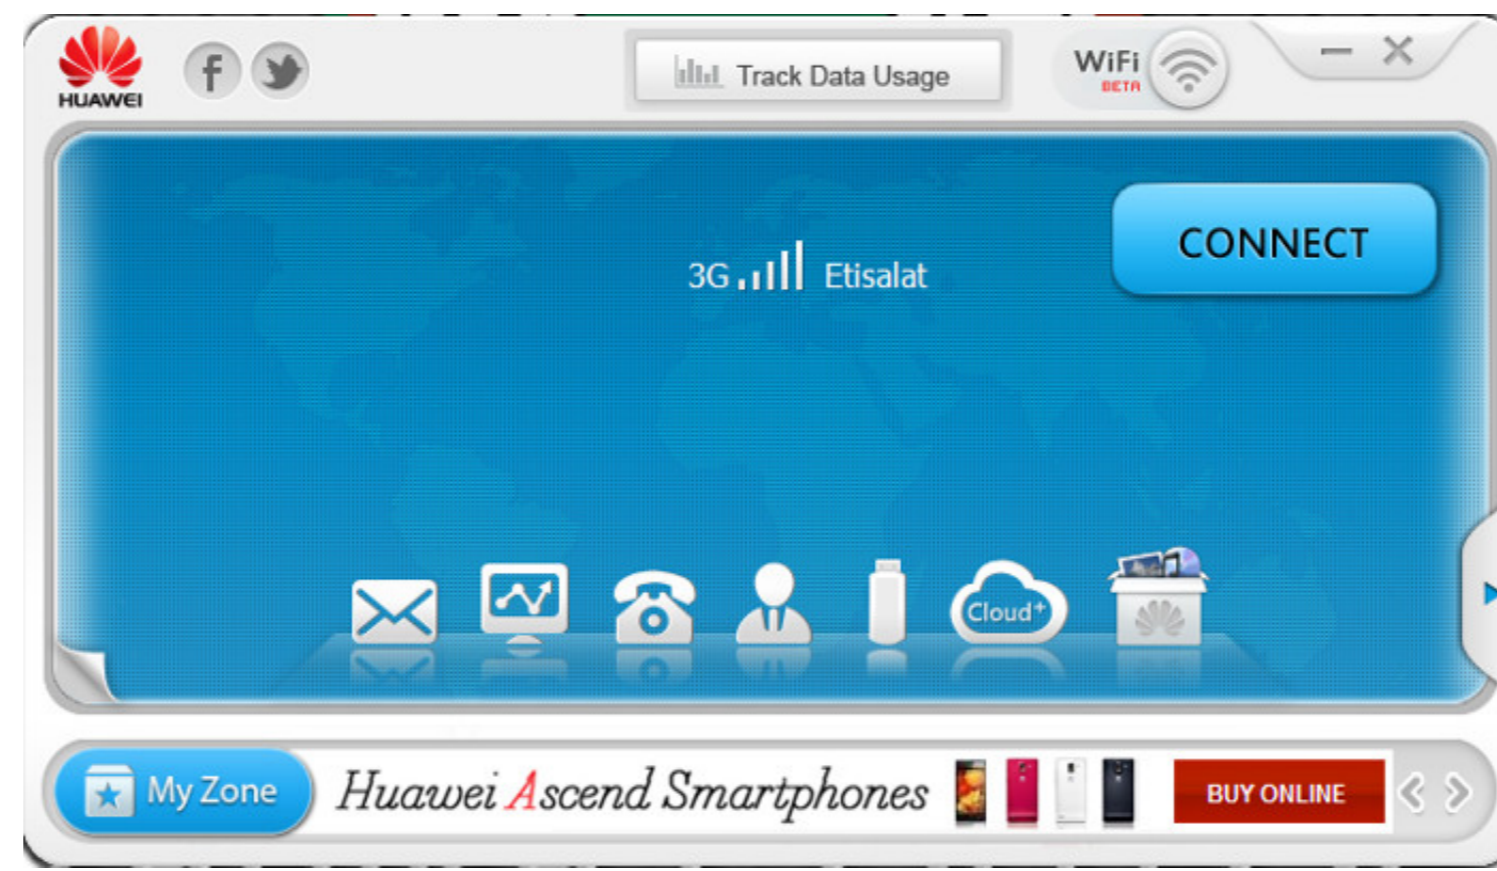 HUAWEI
Track Data Usage
WiFi
BETA
CONNECT
3G Etisalat
Cloud+
My Zone
Huawei Ascend Smartphones
BUY ONLINE